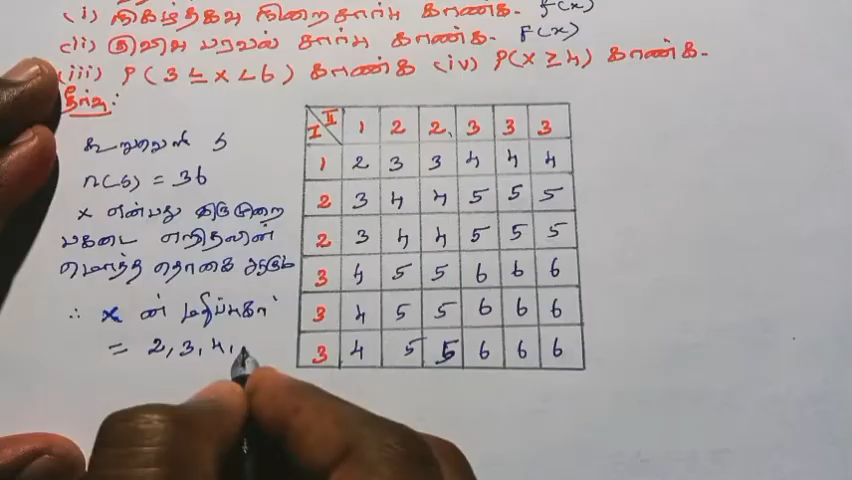 (i) நிகழ்தகவு நிறை சார்பு காண்க. f(x)
(ii) குவிவு பரவல் சார்பு காண்க. F(x)
(iii) P(3 ≤ x < 6) காண்க (iv) P(x ≥ 4) காண்க.
தீர்வு:
கூறுவெளி S
n(S) = 36
x என்பது இருமுறை
பகடை எறிதலின்
மொத்த தொகை
∴ x ன் மதிப்புகள்
= 2, 3, 4,
I II 1 2 2 3 3 3
1 2 3 3 4 4 4
2 3 4 4 5 5 5
2 3 4 4 5 5 5
3 4 5 5 6 6 6
3 4 5 5 6 6 6
3 4 5 5 6 6 6